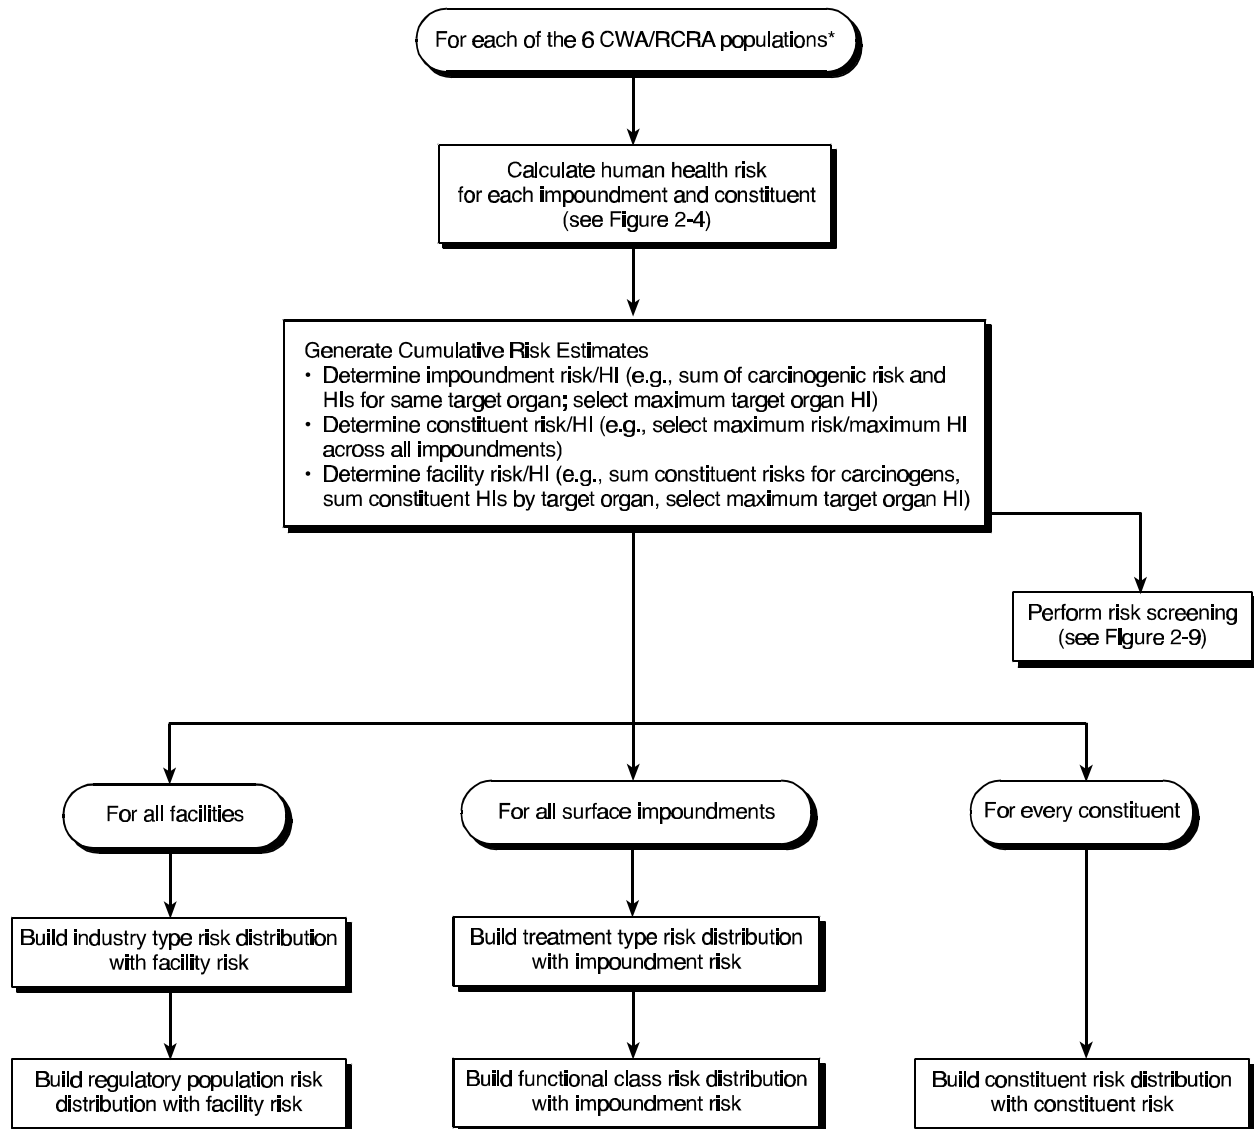 For each of the 6 CWA/RCRA populations*
Calculate human health risk
for each impoundment and constituent
(see Figure 2-4)
Generate Cumulative Risk Estimates
• Determine impoundment risk/HI (e.g., sum of carcinogenic risk and
HIs for same target organ; select maximum target organ HI)
• Determine constituent risk/HI (e.g., select maximum risk/maximum HI
across all impoundments)
• Determine facility risk/HI (e.g., sum constituent risks for carcinogens,
sum constituent HIs by target organ, select maximum target organ HI)
Perform risk screening
(see Figure 2-9)
For all facilities
For all surface impoundments
For every constituent
Build industry type risk distribution
with facility risk
Build treatment type risk distribution
with impoundment risk
Build regulatory population risk
distribution with facility risk
Build functional class risk distribution
with impoundment risk
Build constituent risk distribution
with constituent risk